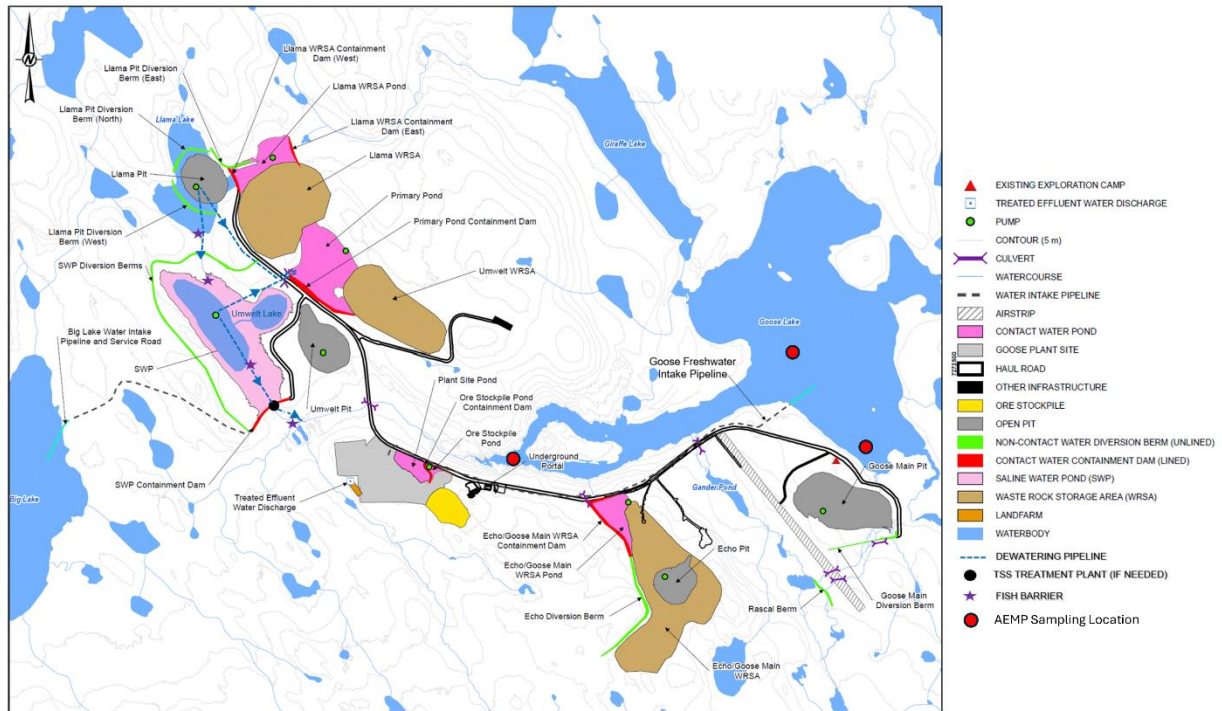 N
Llama WRSA Containment
Dam (West)
Llama Pit Diversion
Berm (East)
Llama WRSA Pond
Llama Pit Diversion
Berm (North)
Llama Lake
Llama WRSA Containment
Dam (East)
Giraffe Lake
Llama Pit
Llama WRSA
Primary Pond
Primary Pond Containment Dam
Llama Pit Diversion
Berm (West)
SWP Diversion Berms
Umwelt WRSA
Umwelt Lake
Goose Lake
Big Lake Water Intake
Pipeline and Service Road
7227500
Goose Freshwater
Intake Pipeline
SWP
Plant Site Pond
Ore Stockpile Pond
Containment Dam
Umwelt Pit
Ore Stockpile
Pond
Underground
Portal
Goose Main Pit
SWP Containment Dam
Big Lake
Gander Pond
Treated Effluent
Water Discharge
Echo/Goose Main WRSA
Containment Dam
Echo Pit
Echo/Goose Main
WRSA Pond
Rascal Berm
Goose Main
Diversion Berm
Echo Diversion Berm
Echo/Goose Main
WRSA
EXISTING EXPLORATION CAMP
TREATED EFFLUENT WATER DISCHARGE
PUMP
CONTOUR (5 m)
CULVERT
WATERCOURSE
WATER INTAKE PIPELINE
AIRSTRIP
CONTACT WATER POND
GOOSE PLANT SITE
HAUL ROAD
OTHER INFRASTRUCTURE
ORE STOCKPILE
OPEN PIT
NON-CONTACT WATER DIVERSION BERM (UNLINED)
CONTACT WATER CONTAINMENT DAM (LINED)
SALINE WATER POND (SWP)
WASTE ROCK STORAGE AREA (WRSA)
LANDFARM
WATERBODY
DEWATERING PIPELINE
TSS TREATMENT PLANT (IF NEEDED)
FISH BARRIER
AEMP Sampling Location